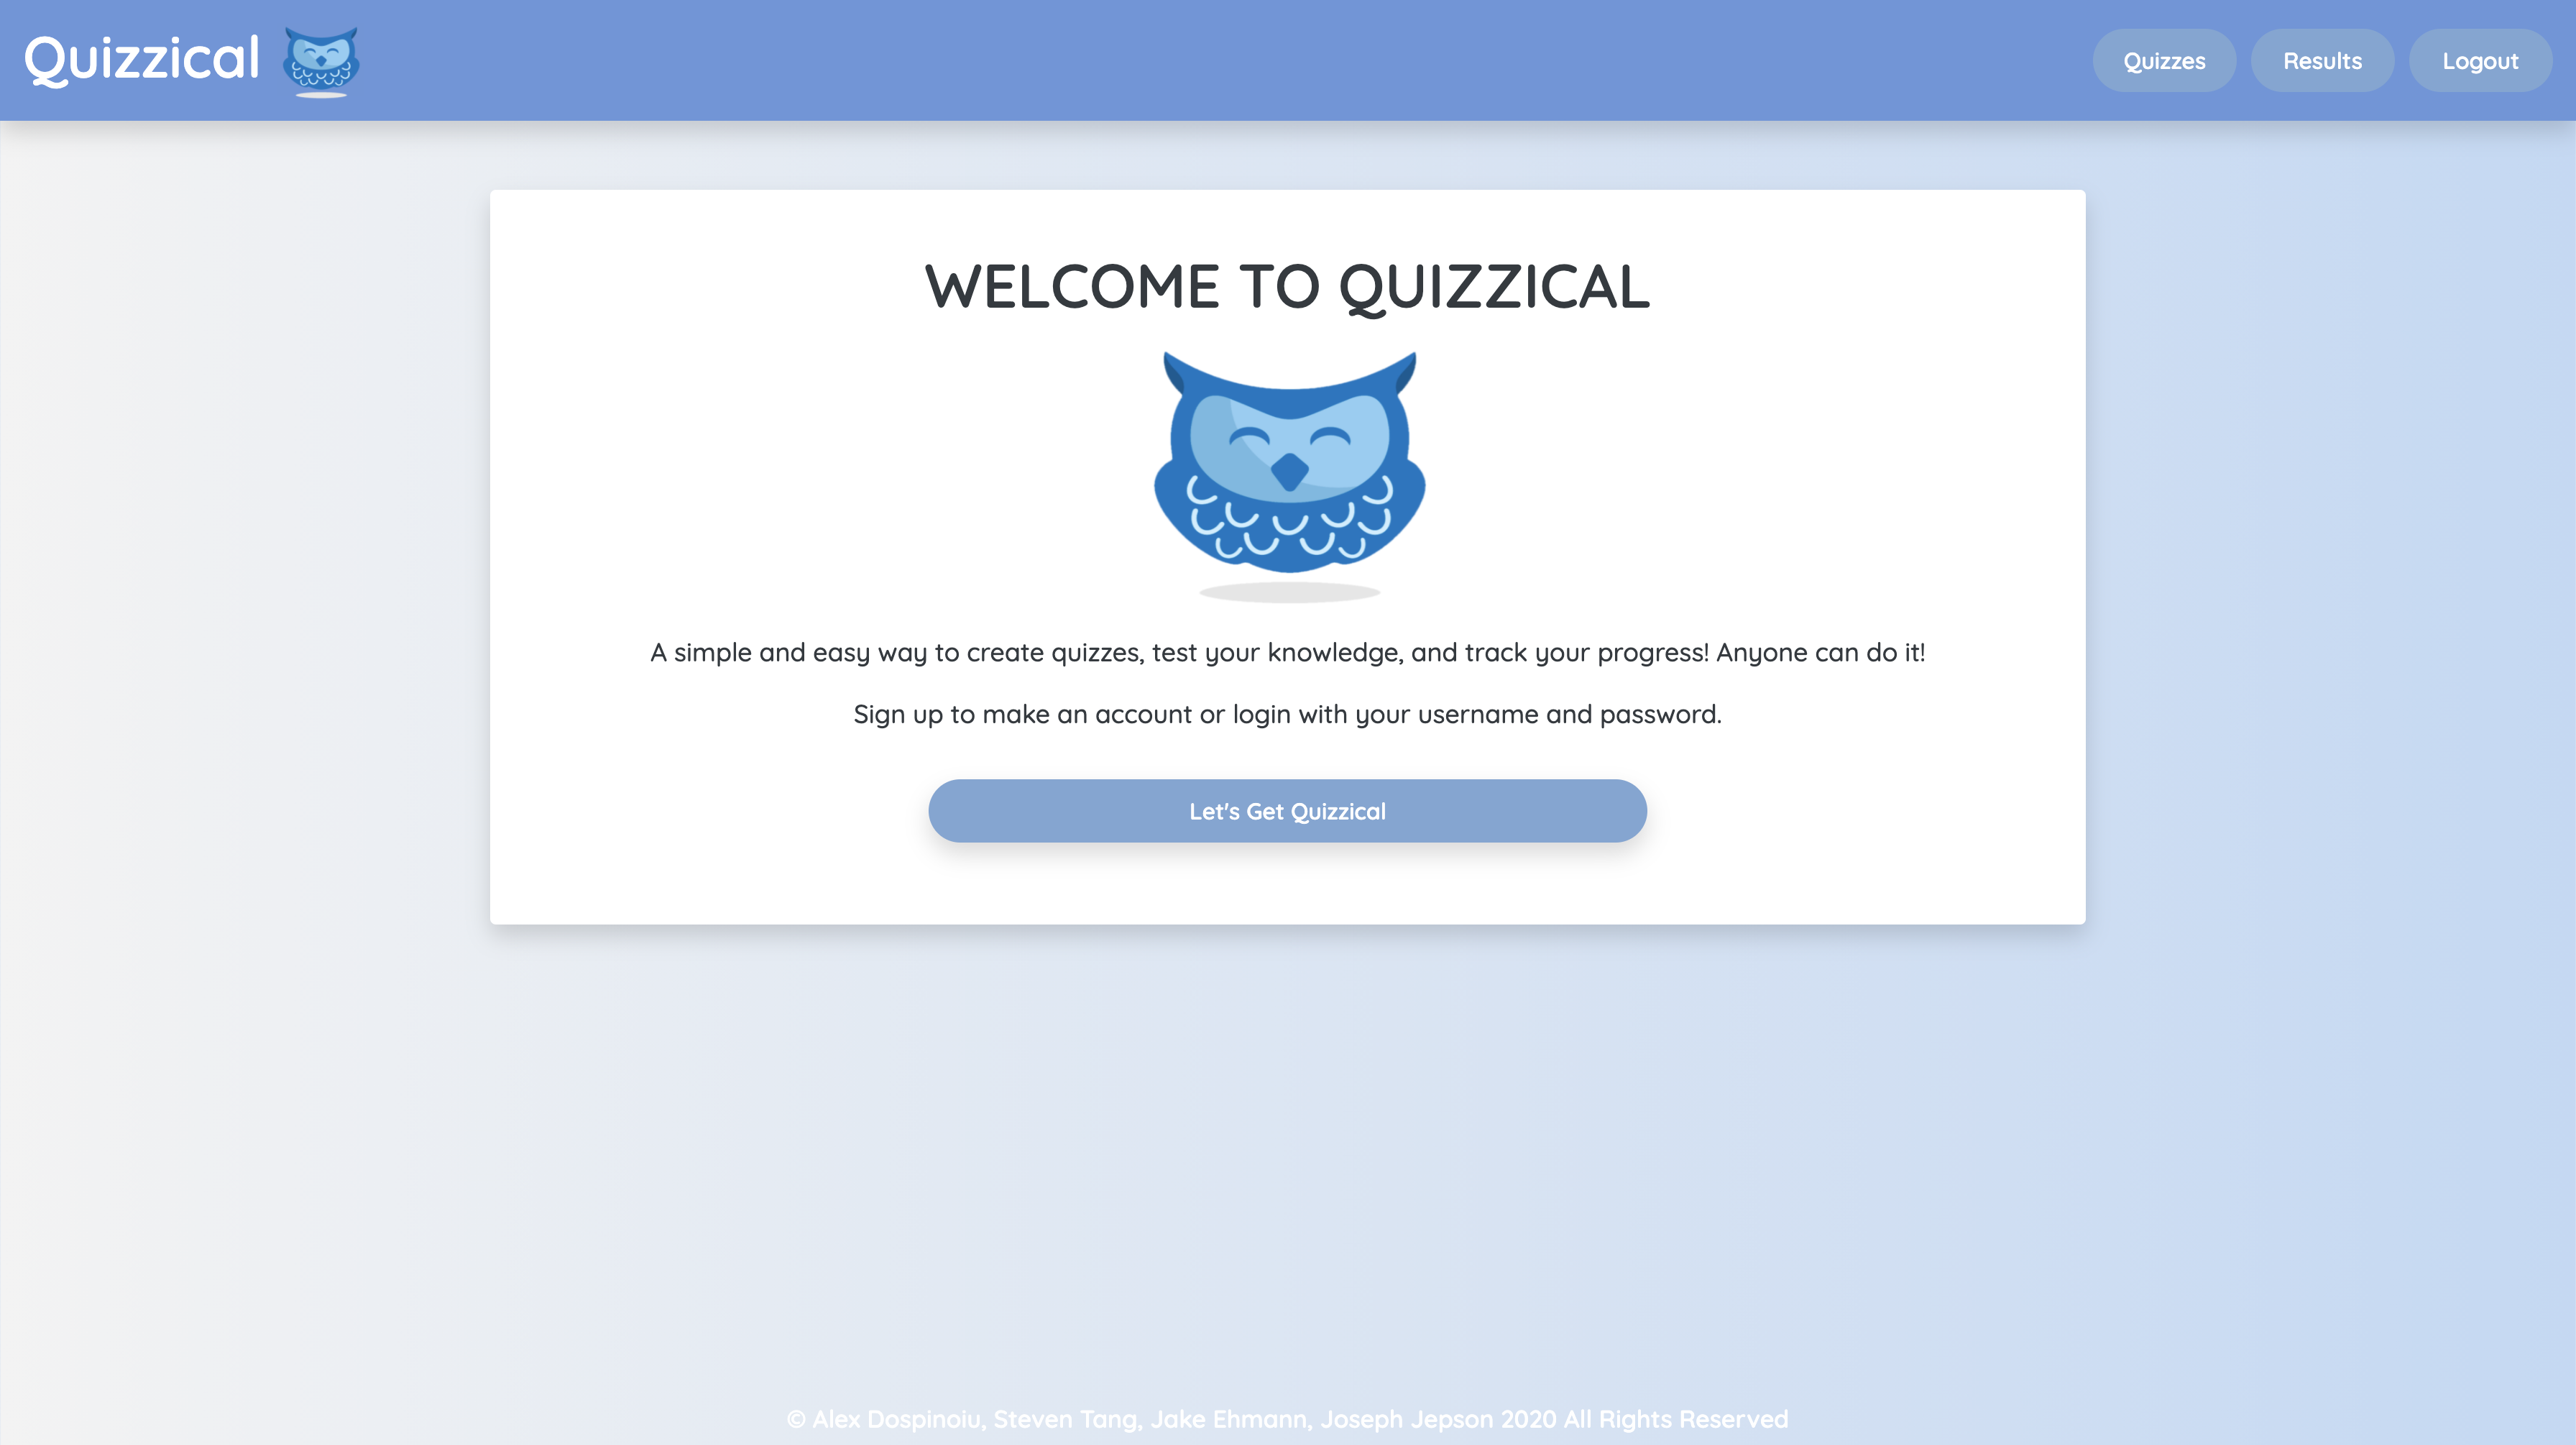 Quizzical
Quizzes
Results
Logout
WELCOME TO QUIZZICAL
A simple and easy way to create quizzes, test your knowledge, and track your progress! Anyone can do it!
Sign up to make an account or login with your username and password.
Let's Get Quizzical
© Alex Dospinoiu, Steven Tang, Jake Ehmann, Joseph Jepson 2020 All Rights Reserved